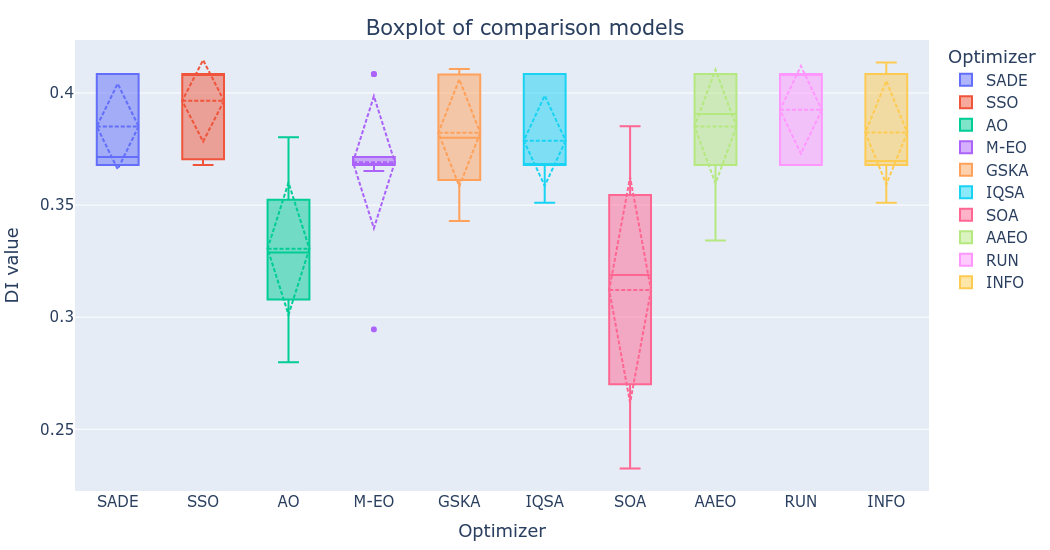 Boxplot of comparison models
Optimizer
SADE
SSO
AO
M-EO
GSKA
IQSA
SOA
AAEO
RUN
INFO
DI value
0.4
0.35
0.3
0.25
SADE SSO AO M-EO GSKA IQSA SOA AAEO RUN INFO
Optimizer